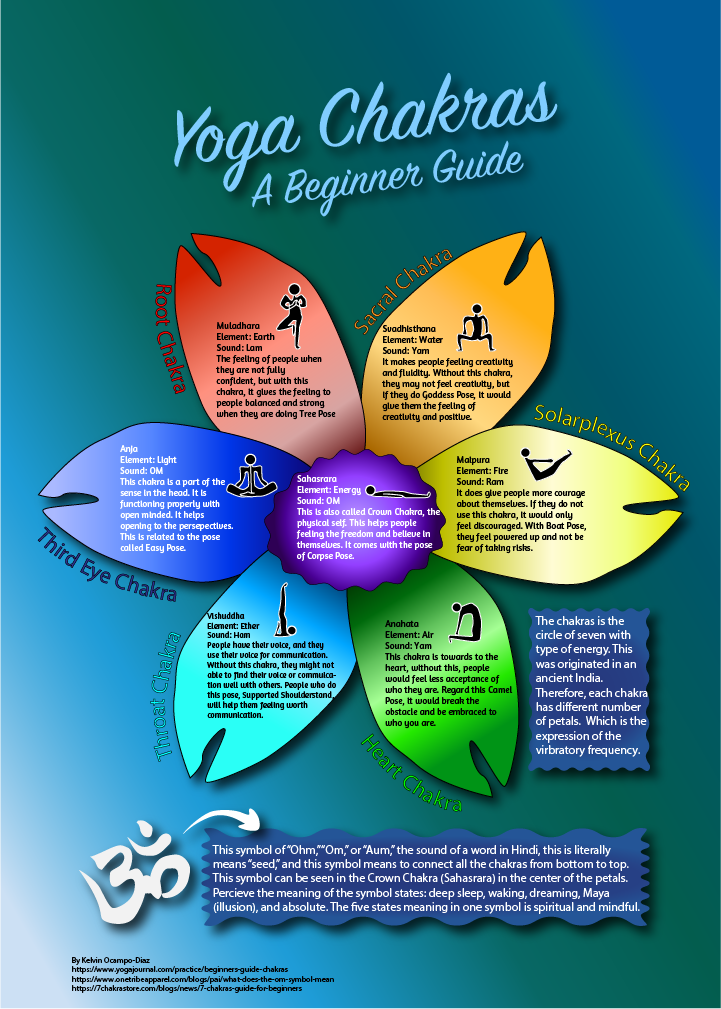 Yoga Chakras
A Beginner Guide
Root Chakra
Muladhara
Element: Earth
Sound: Lam
The feeling of people when
they are not fully
confident, but with this
chakra, it gives the feeling to
people balanced and strong
when they are doing Tree Pose
Sacral Chakra
Svadhisthana
Element: Water
Sound: Yam
It makes people feeling creativity
and fluidity. Without this chakra,
they may not feel creativity, but
if they do Goddess Pose, it would
give them the feeling of
creativity and positive.
Third Eye Chakra
Anja
Element: Light
Sound: OM
This chakra is a part of the
sense in the head. It is
functioning properly with
open minded. It helps
opening to the persepectives.
This is related to the pose
called Easy Pose.
Sahasrara
Element: Energy
Sound: OM
This is also called Crown Chakra, the
physical self. This helps people
feeling the freedom and believe in
themselves. It comes with the pose
of Corpse Pose.
Solarplexus Chakra
Maipura
Element: Fire
Sound: Ram
It does give people more courage
about themselves. If they do not
use this chakra, it would only
feel discouraged. With Boat Pose,
they feel powered up and not be
fear of taking risks.
Throat Chakra
Vishuddha
Element: Ether
Sound: Ham
People have their voice, and they
use their voice for communication.
Without this chakra, they might not
able to find their voice or communica-
tion well with others. People who do
this pose, Supported Shoulderstand,
will help them feeling worth
communication.
Heart Chakra
Anahata
Element: Air
Sound: Yam
This chakra is towards to the
heart, without this, people
would feel less acceptance of
who they are. Regard this Camel
Pose, it would break the
obstacle and be embraced to
who you are.
The chakras is the
circle of seven with
type of energy. This
was originated in an
ancient India.
Therefore, each chakra
has different number
of petals. Which is the
expression of the
virbratory frequency.
ॐ
This symbol of "Ohm," "Om," or "Aum," the sound of a word in Hindi, this is literally
means "seed," and this symbol means to connect all the chakras from bottom to top.
This symbol can be seen in the Crown Chakra (Sahasrara) in the center of the petals.
Percieve the meaning of the symbol states: deep sleep, waking, dreaming, Maya
(illusion), and absolute. The five states meaning in one symbol is spiritual and mindful.
By Kelvin Ocampo-Diaz
https://www.yogajournal.com/practice/beginners-guide-chakras
https://www.onetribeapparel.com/blogs/pai/what-does-the-om-symbol-mean
https://7chakrastore.com/blogs/news/7-chakras-guide-for-beginners